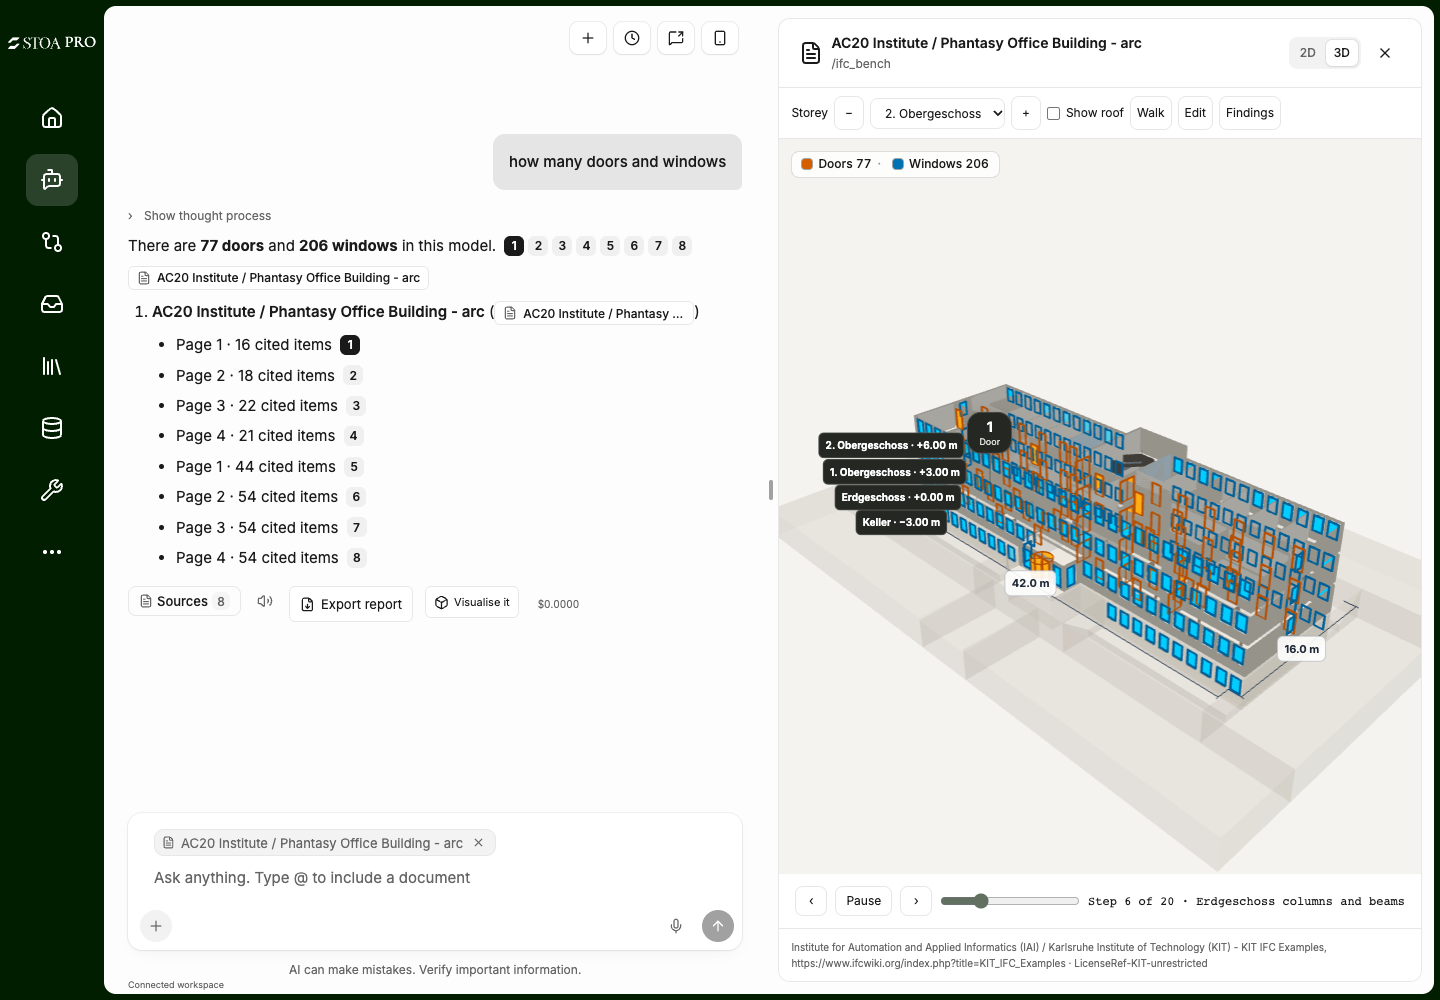 STOA PRO
how many doors and windows
Show thought process
There are 77 doors and 206 windows in this model. 1 2 3 4 5 6 7 8
AC20 Institute / Phantasy Office Building - arc
1. AC20 Institute / Phantasy Office Building - arc (AC20 Institute / Phantasy ...)
• Page 1 · 16 cited items 1
• Page 2 · 18 cited items 2
• Page 3 · 22 cited items 3
• Page 4 · 21 cited items 4
• Page 1 · 44 cited items 5
• Page 2 · 54 cited items 6
• Page 3 · 54 cited items 7
• Page 4 · 54 cited items 8
Sources 8 Export report Visualise it $0.0000
AC20 Institute / Phantasy Office Building - arc
Ask anything. Type @ to include a document
AI can make mistakes. Verify important information.
Connected workspace
AC20 Institute / Phantasy Office Building - arc
/ifc_bench
2D 3D
Storey − 2. Obergeschoss + Show roof Walk Edit Findings
Doors 77 · Windows 206
1
Door
2. Obergeschoss · +6.00 m
1. Obergeschoss · +3.00 m
Erdgeschoss · +0.00 m
Keller · −3.00 m
42.0 m
16.0 m
‹ Pause › Step 6 of 20 · Erdgeschoss columns and beams
Institute for Automation and Applied Informatics (IAI) / Karlsruhe Institute of Technology (KIT) - KIT IFC Examples,
https://www.ifcwiki.org/index.php?title=KIT_IFC_Examples · LicenseRef-KIT-unrestricted